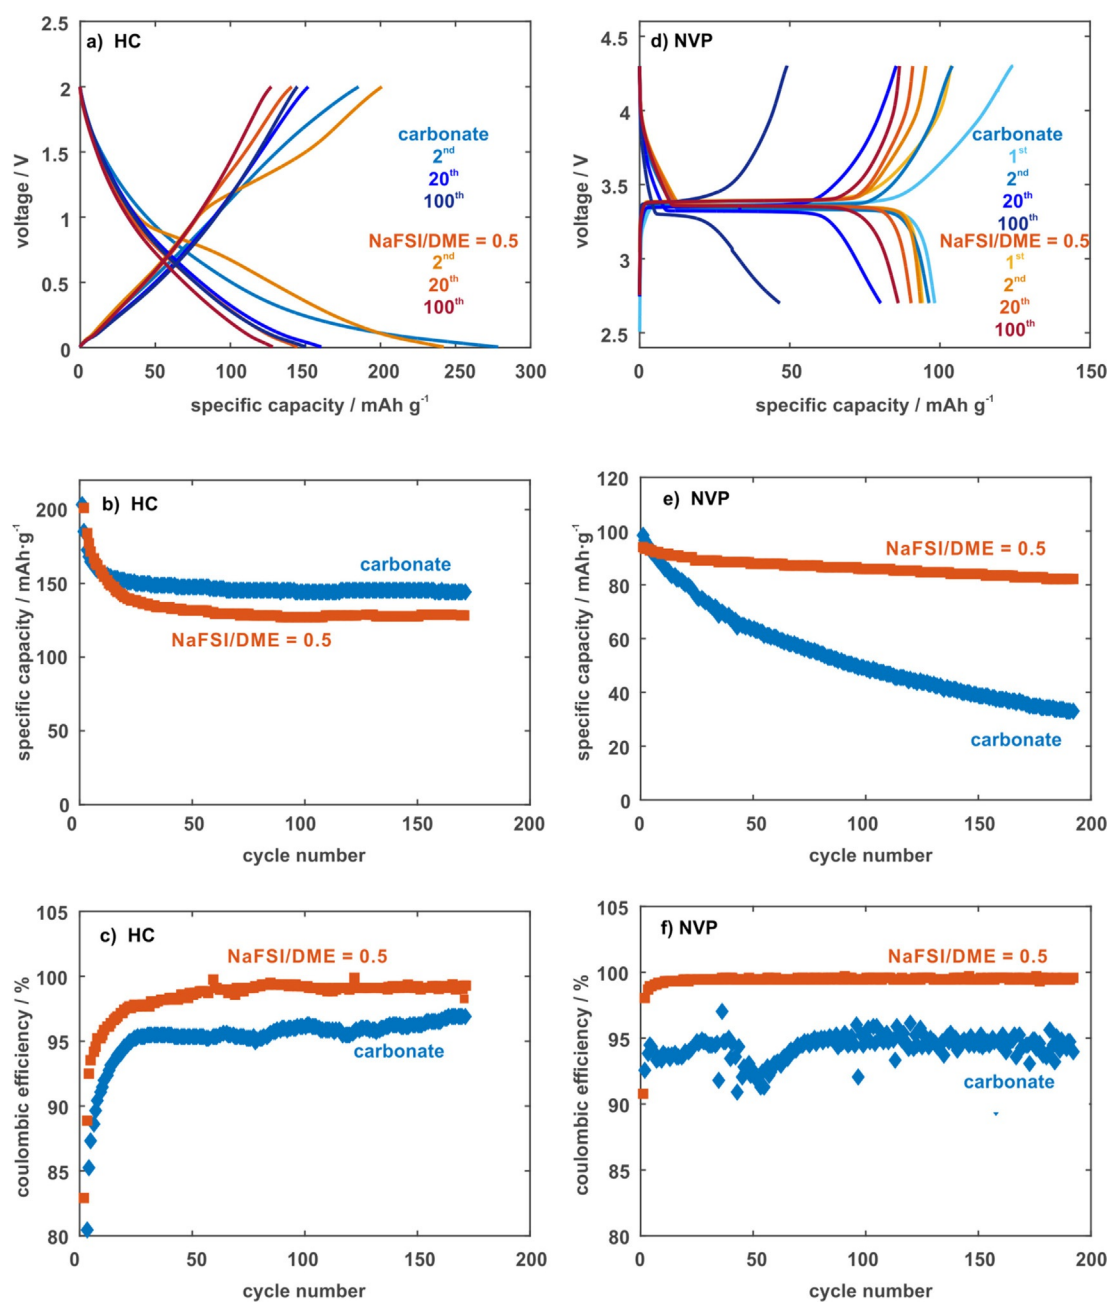 a) HC
2.5
2
1.5
1
0.5
0
voltage / V
carbonate
2nd
20th
100th
NaFSI/DME = 0.5
2nd
20th
100th
50
100
150
200
250
300
specific capacity / mAh g-1
d) NVP
4.5
4
3.5
3
2.5
voltage / V
carbonate
1st
2nd
20th
100th
NaFSI/DME = 0.5
1st
2nd
20th
100th
0
50
100
150
specific capacity / mAh g-1
b) HC
200
150
100
50
0
specific capacity / mAh·g-1
carbonate
NaFSI/DME = 0.5
0
50
100
150
200
cycle number
e) NVP
120
100
80
60
40
20
0
specific capacity / mAh·g-1
NaFSI/DME = 0.5
carbonate
0
50
100
150
200
cycle number
c) HC
105
100
95
90
85
80
coulombic efficiency / %
NaFSI/DME = 0.5
carbonate
0
50
100
150
200
cycle number
f) NVP
105
100
95
90
85
80
coulombic efficiency / %
NaFSI/DME = 0.5
carbonate
0
50
100
150
200
cycle number